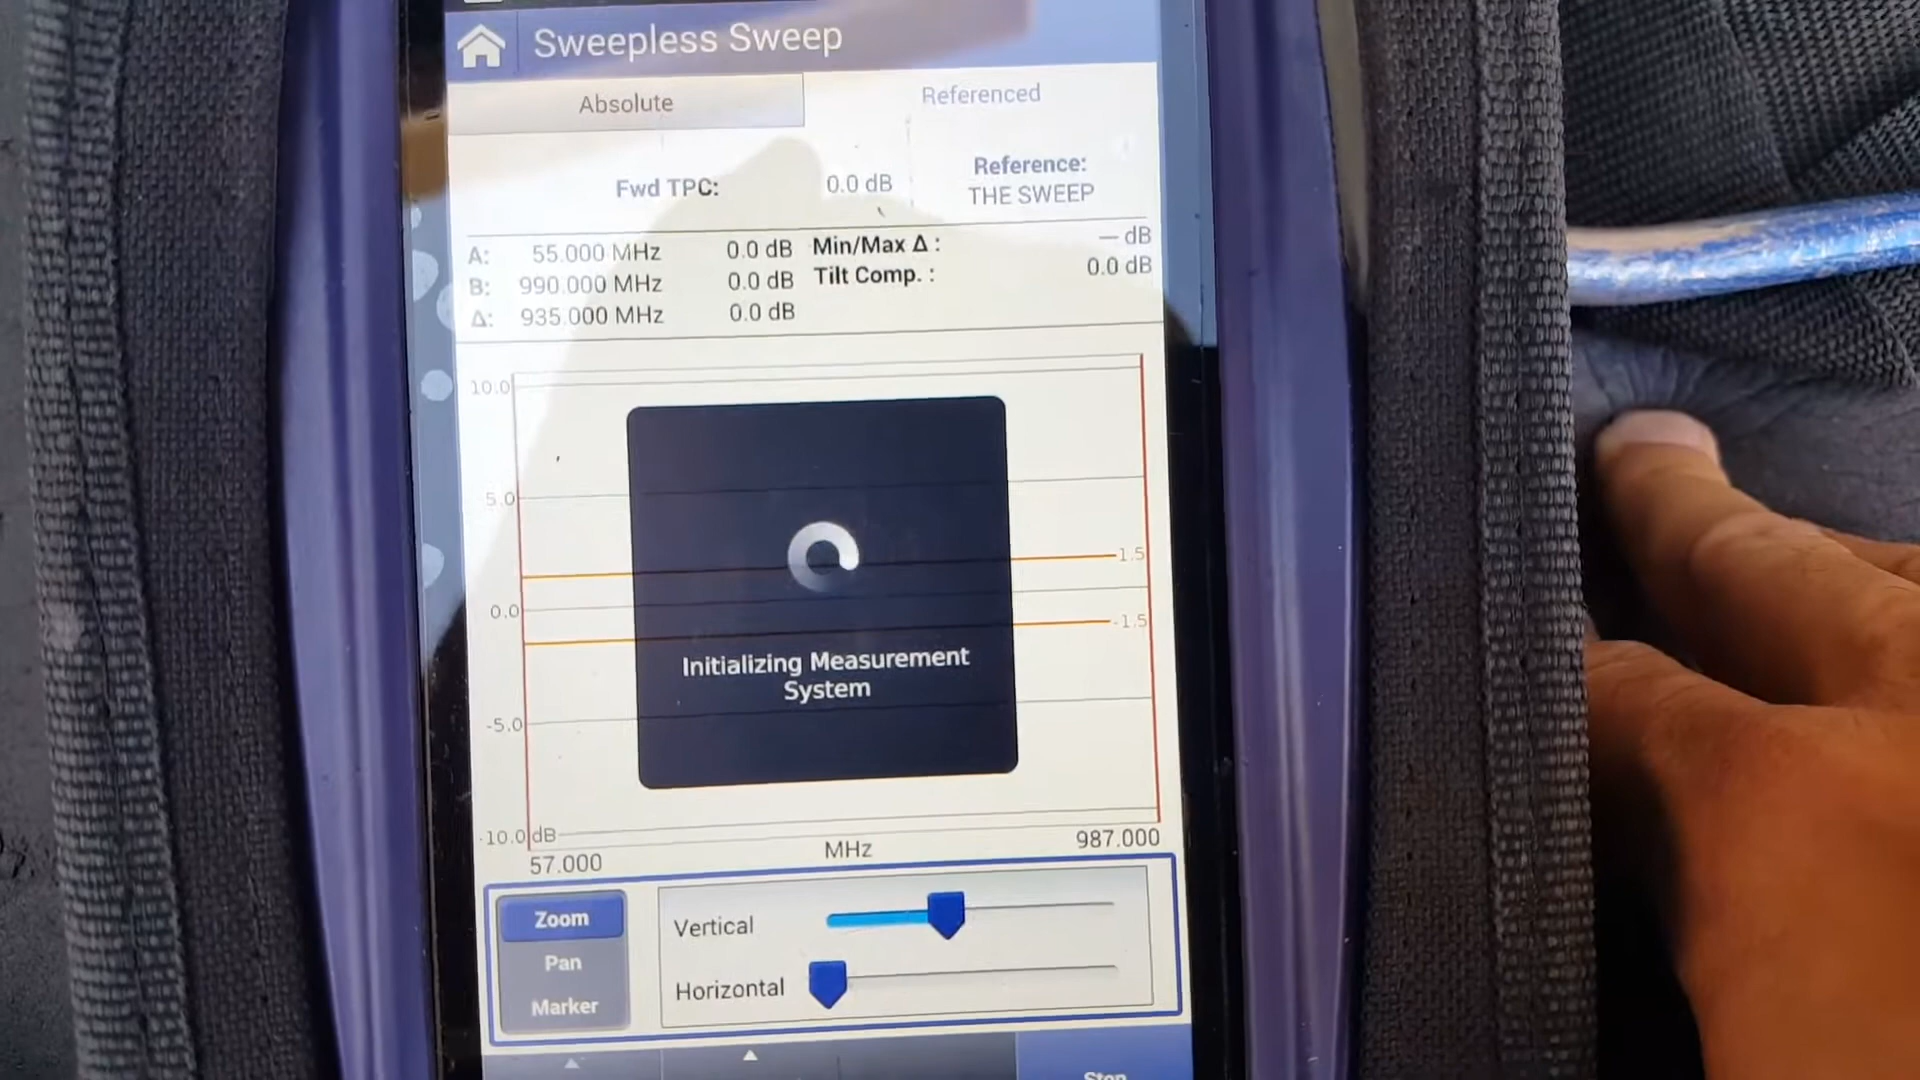 Sweepless Sweep
Absolute
Referenced
Fwd TPC: 0.0 dB
Reference:
THE SWEEP
A: 55.000 MHz 0.0 dB Min/Max Δ : — dB
B: 990.000 MHz 0.0 dB Tilt Comp. : 0.0 dB
Δ: 935.000 MHz 0.0 dB
10.0
5.0
1.5
0.0
-1.5
Initializing Measurement
System
-5.0
-10.0 dB
57.000 MHz 987.000
Zoom
Pan
Marker
Vertical
Horizontal
Stop